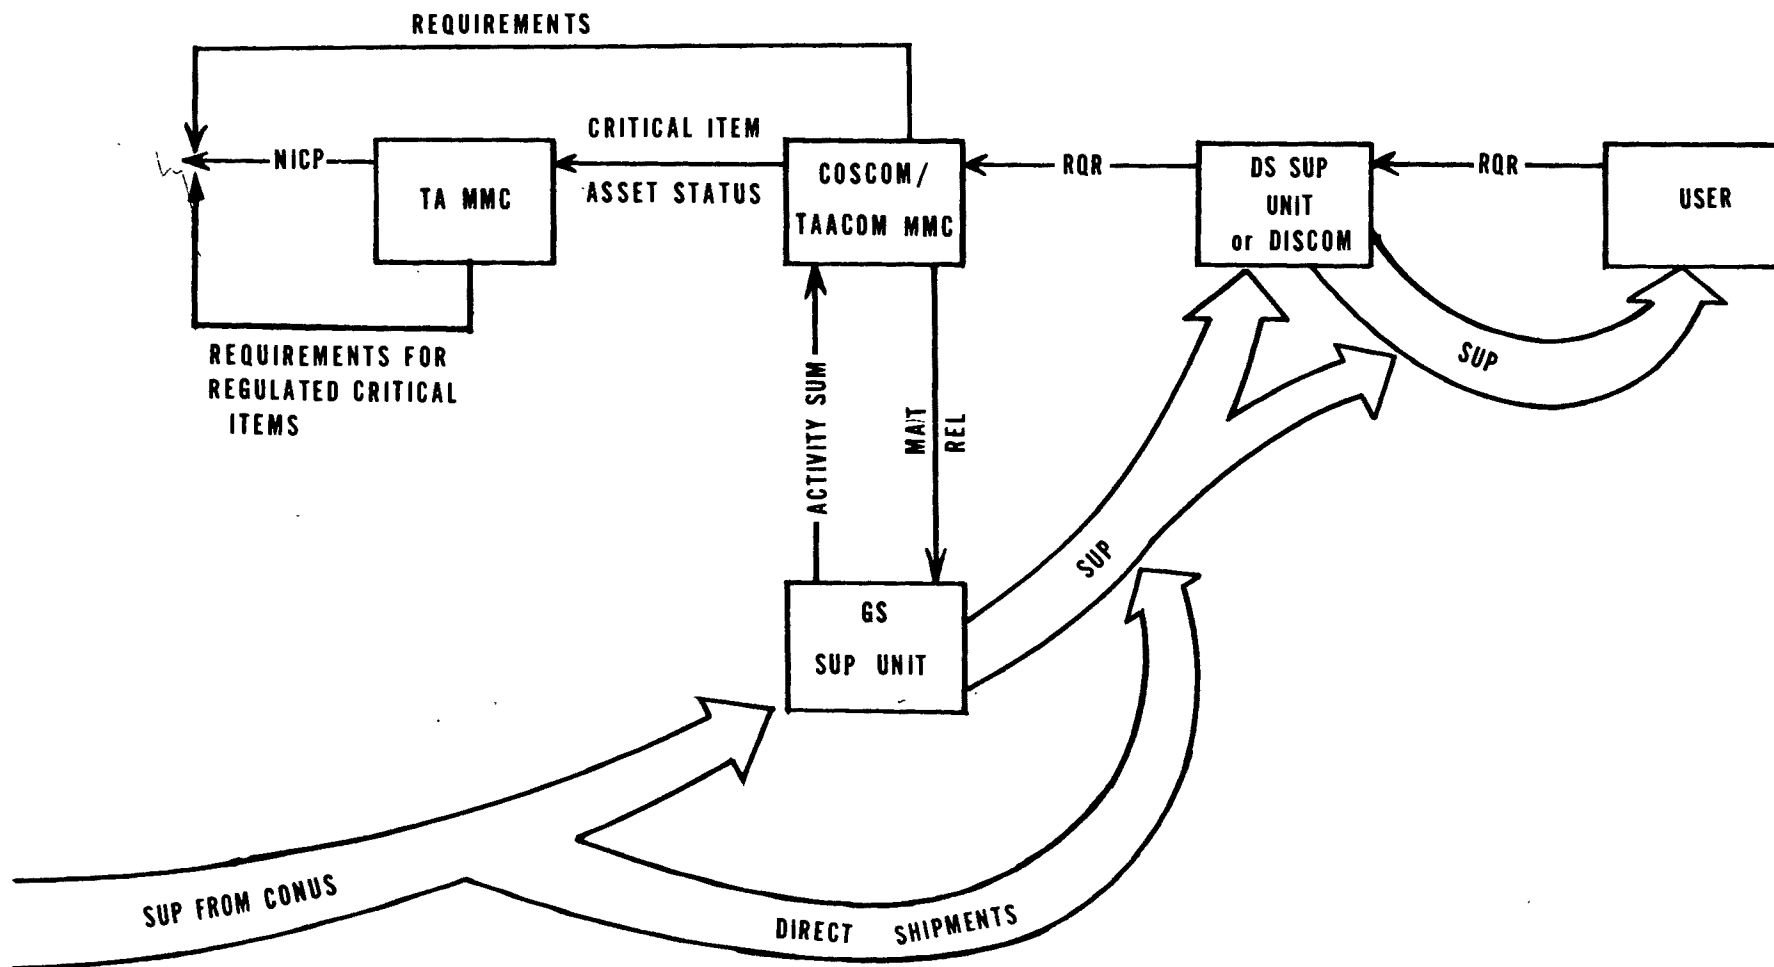 REQUIREMENTS
CRITICAL ITEM
NICP
TA MMC
ASSET STATUS
COSCOM/
TAACOM MMC
RQR
DS SUP
UNIT
or DISCOM
RQR
USER
REQUIREMENTS FOR
REGULATED CRITICAL
ITEMS
ACTIVITY SUM
MAT
REL
SUP
SUP
GS
SUP UNIT
SUP FROM CONUS
DIRECT SHIPMENTS